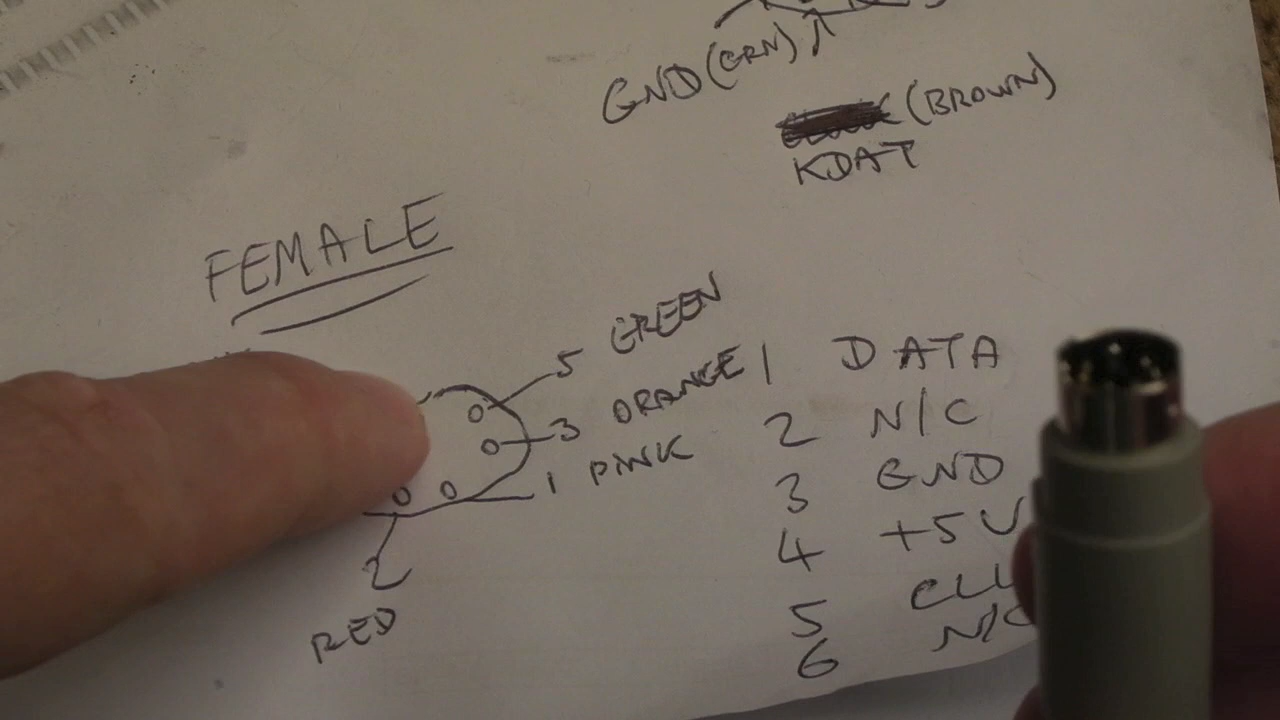 GND (GRN)
(BROWN)
KDAT
FEMALE
5 GREEN
3 ORANGE
1 PINK
2
RED
1 DATA
2 N/C
3 GND
4 +5V
5
6 N/C